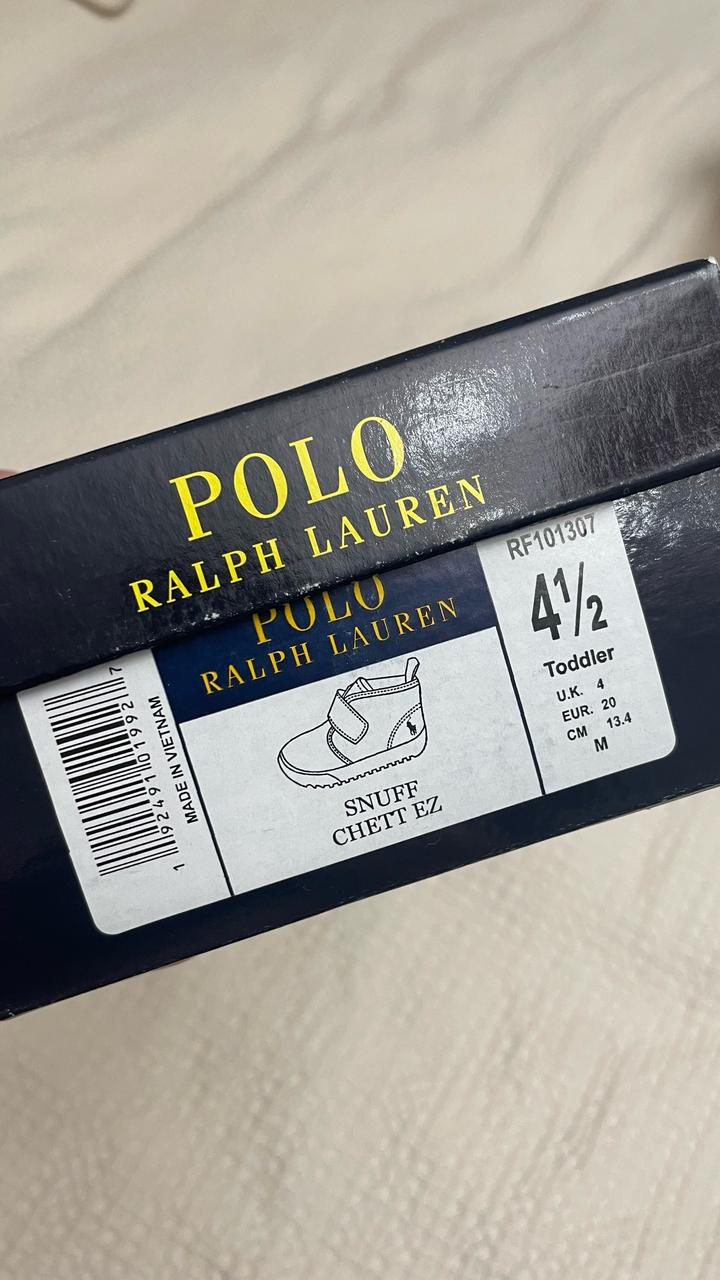 POLO
RALPH LAUREN
POLO
RALPH LAUREN
SNUFF
CHETT EZ
RF101307
4½
Toddler
U.K. 4
EUR. 20
CM 13.4
M
1 92491 01992 7
MADE IN VIETNAM